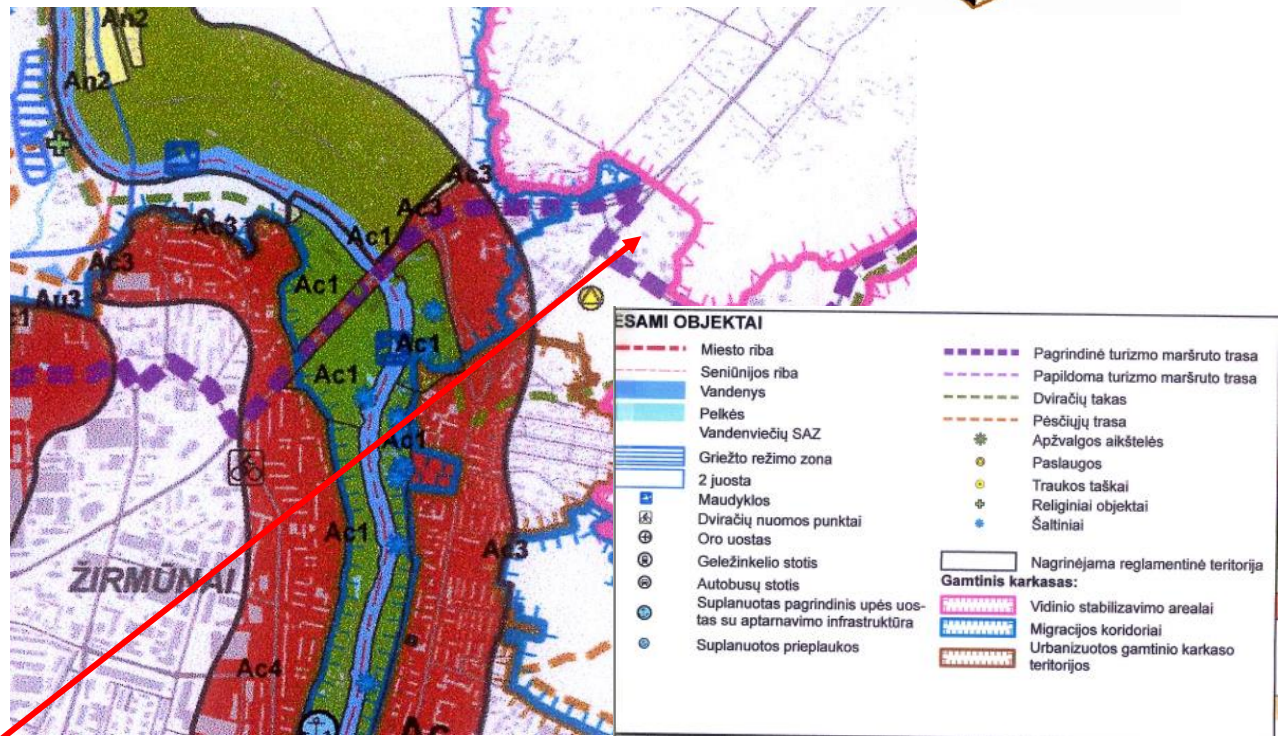 An2
An2
Ac3
Ac3
Ac1
Ac3
Ac3
Ac1
Au3
Ac1
Ac1
Ac1
Ac1
Ac3
ŽIRMŪNAI
Ac4
Ac
ESAMI OBJEKTAI
Miesto riba
Seniūnijos riba
Vandenys
Pelkės
Vandenviečių SAZ
Griežto režimo zona
2 juosta
Maudyklos
Dviračių nuomos punktai
Oro uostas
Geležinkelio stotis
Autobusų stotis
Suplanuotas pagrindinis upės uos-
tas su aptarnavimo infrastruktūra
Suplanuotos prieplaukos
Pagrindinė turizmo maršruto trasa
Papildoma turizmo maršruto trasa
Dviračių takas
Pėsčiųjų trasa
Apžvalgos aikštelės
Paslaugos
Traukos taškai
Religiniai objektai
Šaltiniai
Nagrinėjama reglamentinė teritorija
Gamtinis karkasas:
Vidinio stabilizavimo arealai
Migracijos koridoriai
Urbanizuotos gamtinio karkaso
teritorijos